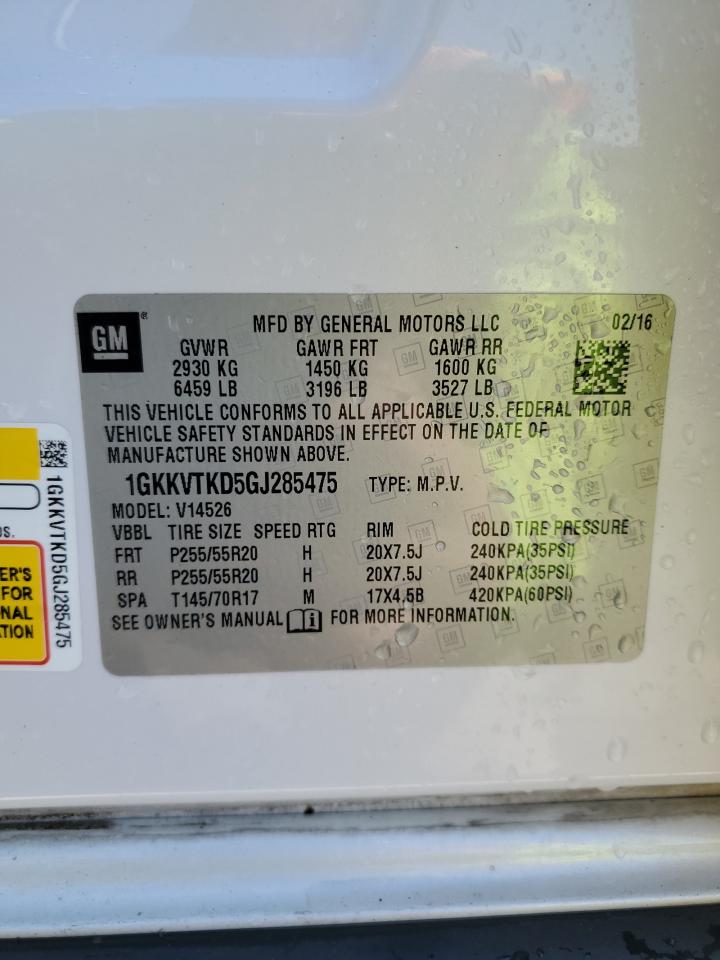 GM ®
MFD BY GENERAL MOTORS LLC 02/16
GVWR GAWR FRT GAWR RR
2930 KG 1450 KG 1600 KG
6459 LB 3196 LB 3527 LB
THIS VEHICLE CONFORMS TO ALL APPLICABLE U.S. FEDERAL MOTOR
VEHICLE SAFETY STANDARDS IN EFFECT ON THE DATE OF
MANUFACTURE SHOWN ABOVE.
1GKKVTKD5GJ285475 TYPE: M.P.V.
MODEL: V14526
VBBL TIRE SIZE SPEED RTG RIM COLD TIRE PRESSURE
FRT P255/55R20 H 20X7.5J 240KPA(35PSI)
RR P255/55R20 H 20X7.5J 240KPA(35PSI)
SPA T145/70R17 M 17X4.5B 420KPA(60PSI)
SEE OWNER'S MANUAL i FOR MORE INFORMATION.
1GKKVTKD5GJ285475
OS.
ER'S
FOR
NAL
ATION